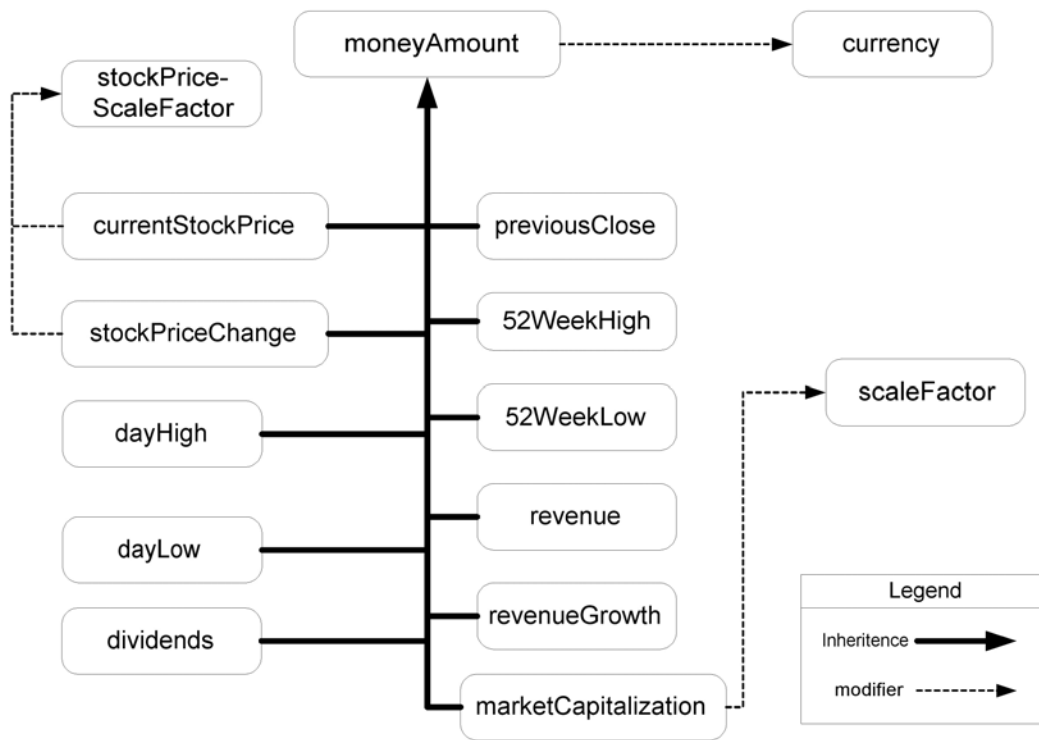 moneyAmount
currency
stockPrice-
ScaleFactor
currentStockPrice
previousClose
stockPriceChange
52WeekHigh
scaleFactor
dayHigh
52WeekLow
revenue
dayLow
Legend
revenueGrowth
dividends
Inheritence
modifier
marketCapitalization